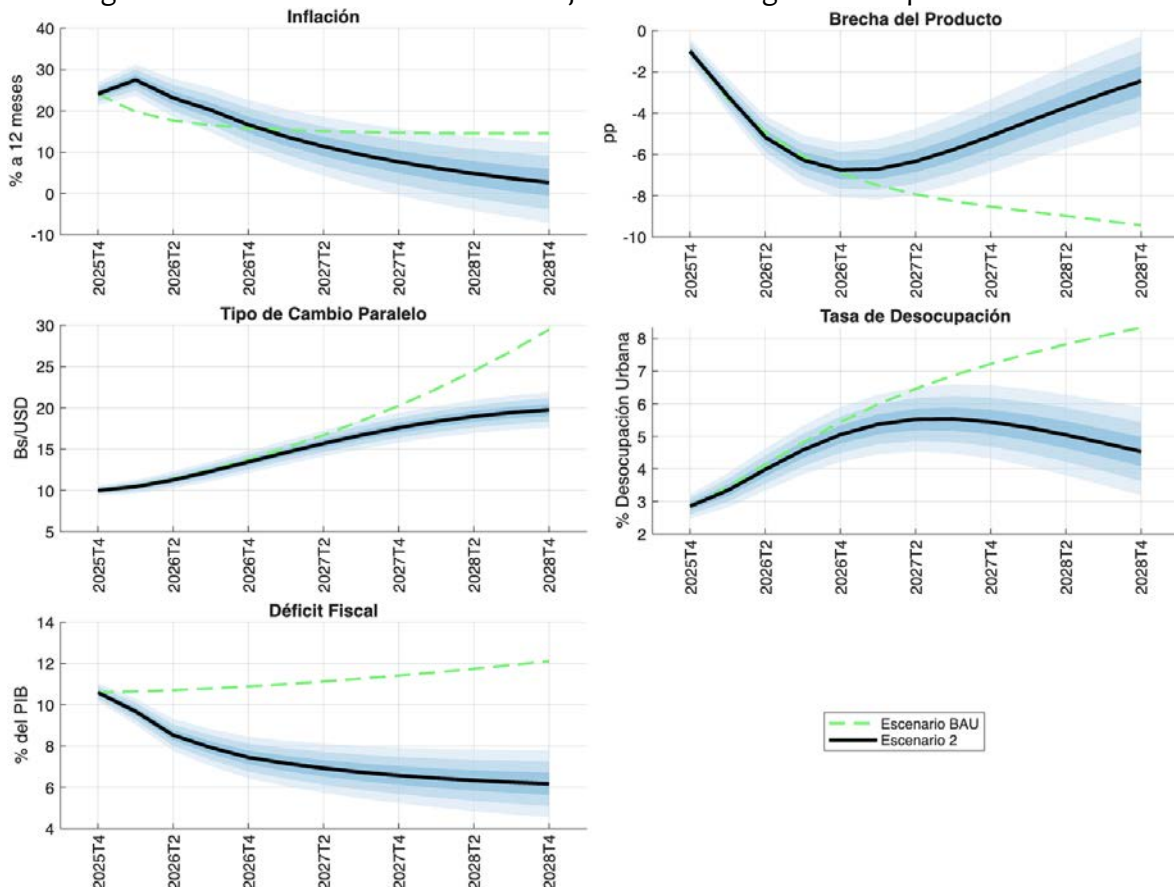 Inflación
% a 12 meses
40
30
20
10
0
-10
2025T4
2026T2
2026T4
2027T2
2027T4
2028T2
2028T4
Brecha del Producto
pp
0
-2
-4
-6
-8
-10
2025T4
2026T2
2026T4
2027T2
2027T4
2028T2
2028T4
Tipo de Cambio Paralelo
Bs/USD
30
25
20
15
10
5
2025T4
2026T2
2026T4
2027T2
2027T4
2028T2
2028T4
Tasa de Desocupación
% Desocupación Urbana
8
7
6
5
4
3
2
2025T4
2026T2
2026T4
2027T2
2027T4
2028T2
2028T4
Déficit Fiscal
% del PIB
14
12
10
8
6
4
2025T4
2026T2
2026T4
2027T2
2027T4
2028T2
2028T4
Escenario BAU
Escenario 2